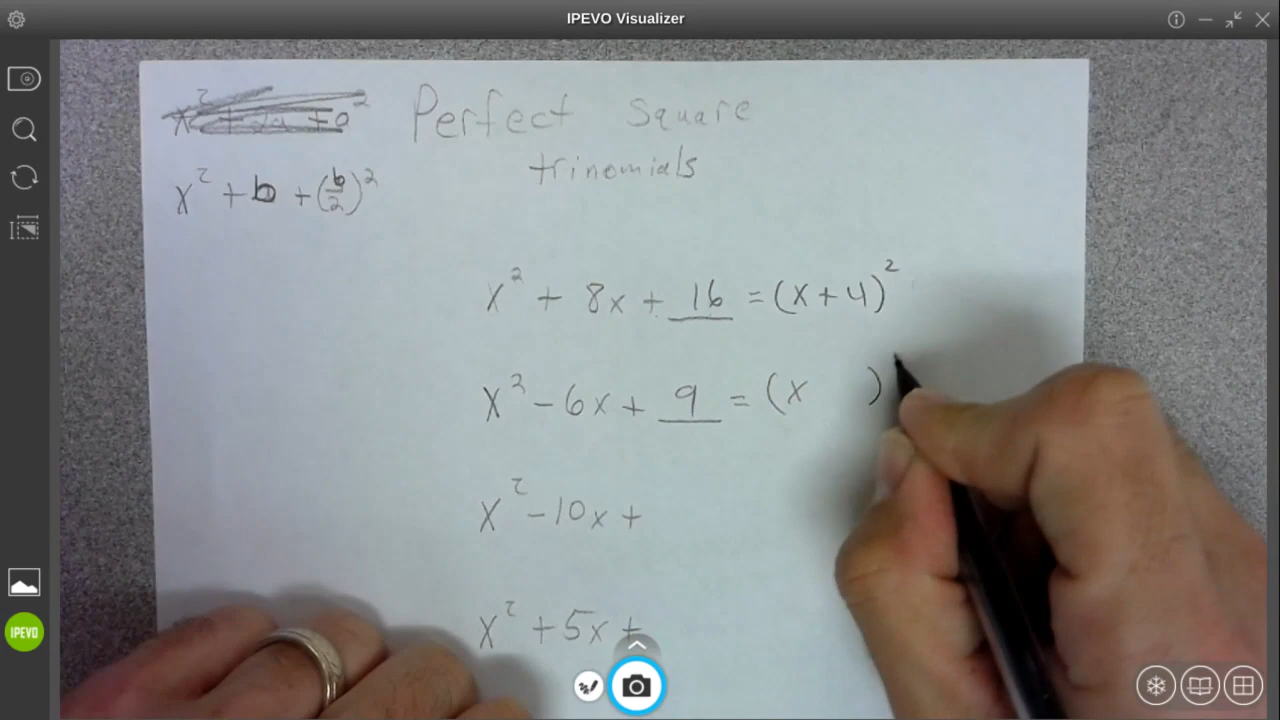 IPEVO Visualizer
Perfect Square
trinomials
x² + b + (b/2)²
x² + 8x + 16 = (x + 4)²
x² - 6x + 9 = (x )
x² - 10x +
x² + 5x +
IPEVO